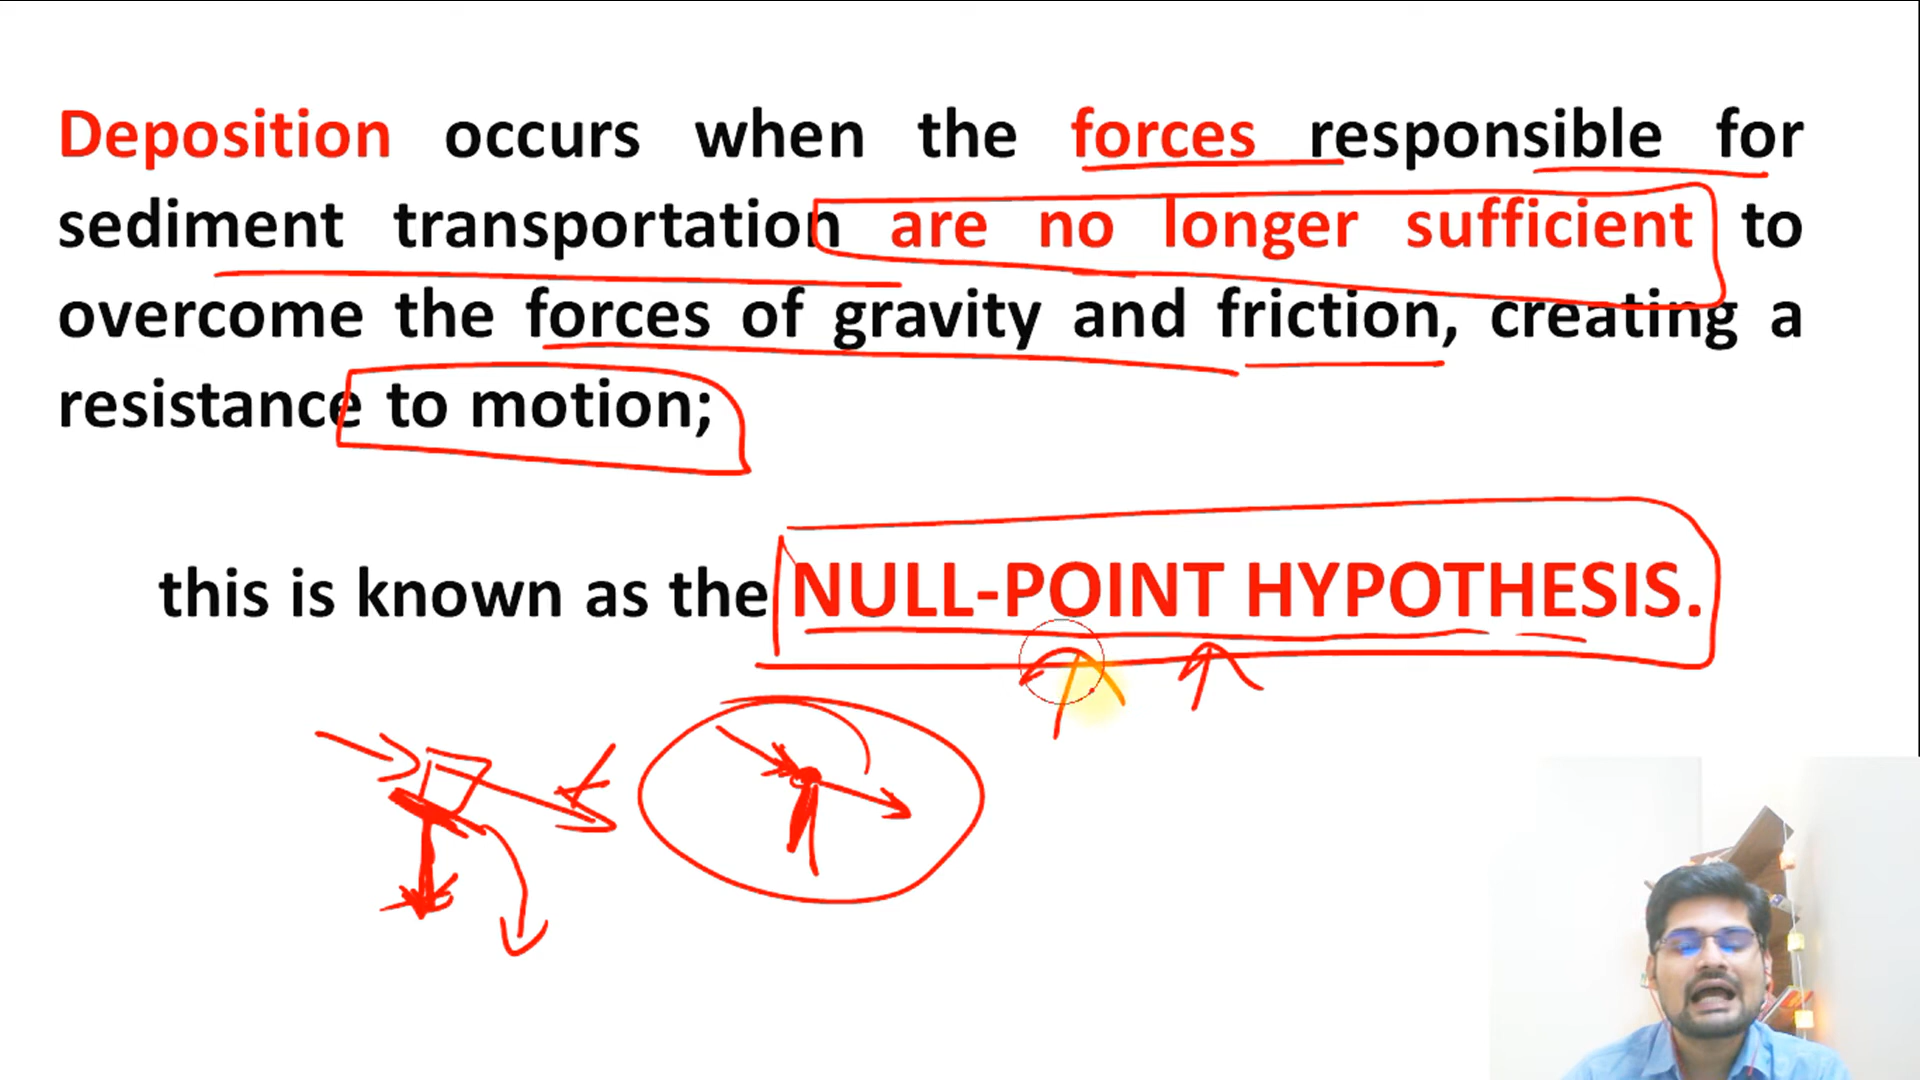 Deposition occurs when the forces responsible for
sediment transportation are no longer sufficient to
overcome the forces of gravity and friction, creating a
resistance to motion;
this is known as the NULL-POINT HYPOTHESIS.